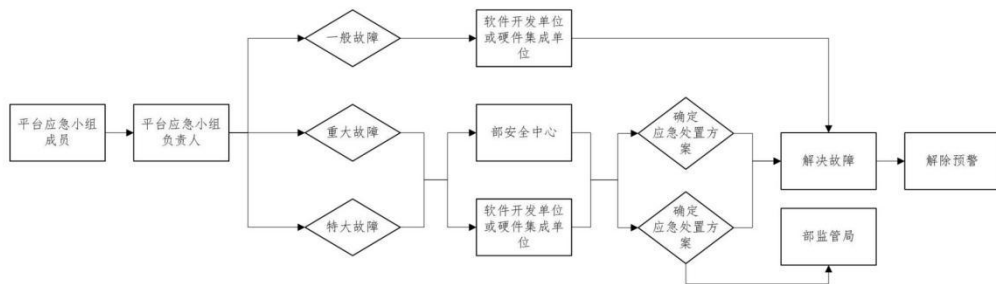 一般故障
软件开发单位
或硬件集成单
位
平台应急小组
成员
平台应急小组
负责人
重大故障
部安全中心
确定
应急处置方
案
解决故障
解除预警
特大故障
软件开发单位
或硬件集成单
位
确定
应急处置方
案
部监管局